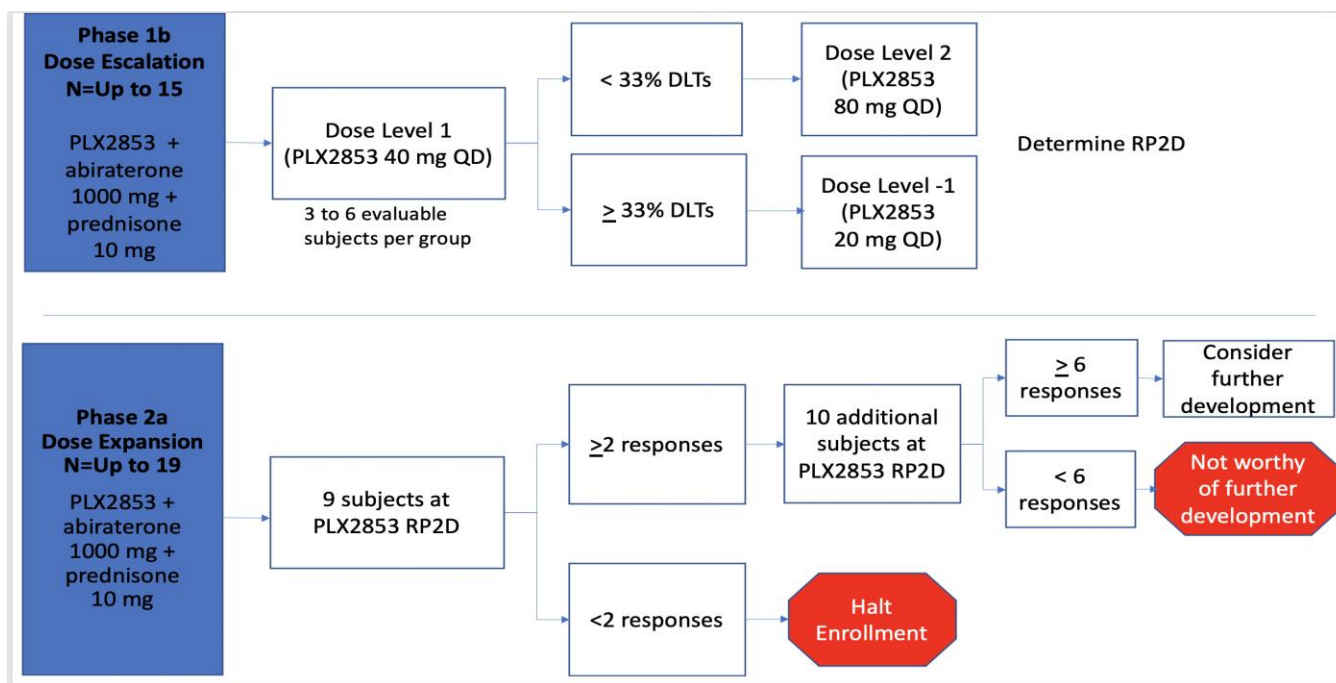 Phase 1b
Dose Escalation
N=Up to 15
PLX2853 +
abiraterone
1000 mg +
prednisone
10 mg
Dose Level 1
(PLX2853 40 mg QD)
3 to 6 evaluable
subjects per group
< 33% DLTs
≥ 33% DLTs
Dose Level 2
(PLX2853
80 mg QD)
Dose Level -1
(PLX2853
20 mg QD)
Determine RP2D
Phase 2a
Dose Expansion
N=Up to 19
PLX2853 +
abiraterone
1000 mg +
prednisone
10 mg
9 subjects at
PLX2853 RP2D
≥2 responses
<2 responses
10 additional
subjects at
PLX2853 RP2D
Halt
Enrollment
≥ 6
responses
< 6
responses
Consider
further
development
Not worthy
of further
development